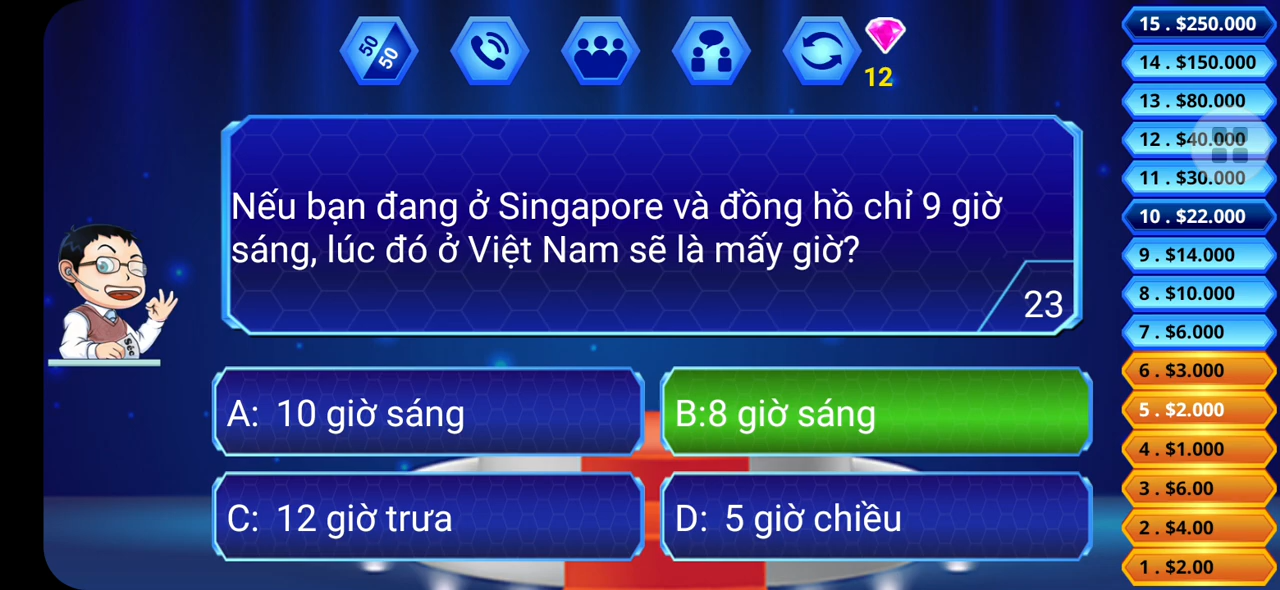 50
50
12
Nếu bạn đang ở Singapore và đồng hồ chỉ 9 giờ
sáng, lúc đó ở Việt Nam sẽ là mấy giờ?
23
A: 10 giờ sáng
B:8 giờ sáng
C: 12 giờ trưa
D: 5 giờ chiều
15 . $250.000
14 . $150.000
13 . $80.000
12 . $40.000
11 . $30.000
10 . $22.000
9 . $14.000
8 . $10.000
7 . $6.000
6 . $3.000
5 . $2.000
4 . $1.000
3 . $6.00
2 . $4.00
1 . $2.00